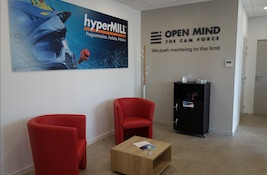 hyperMILL
OPEN MIND
THE CAM FORCE
We push machining to the limit